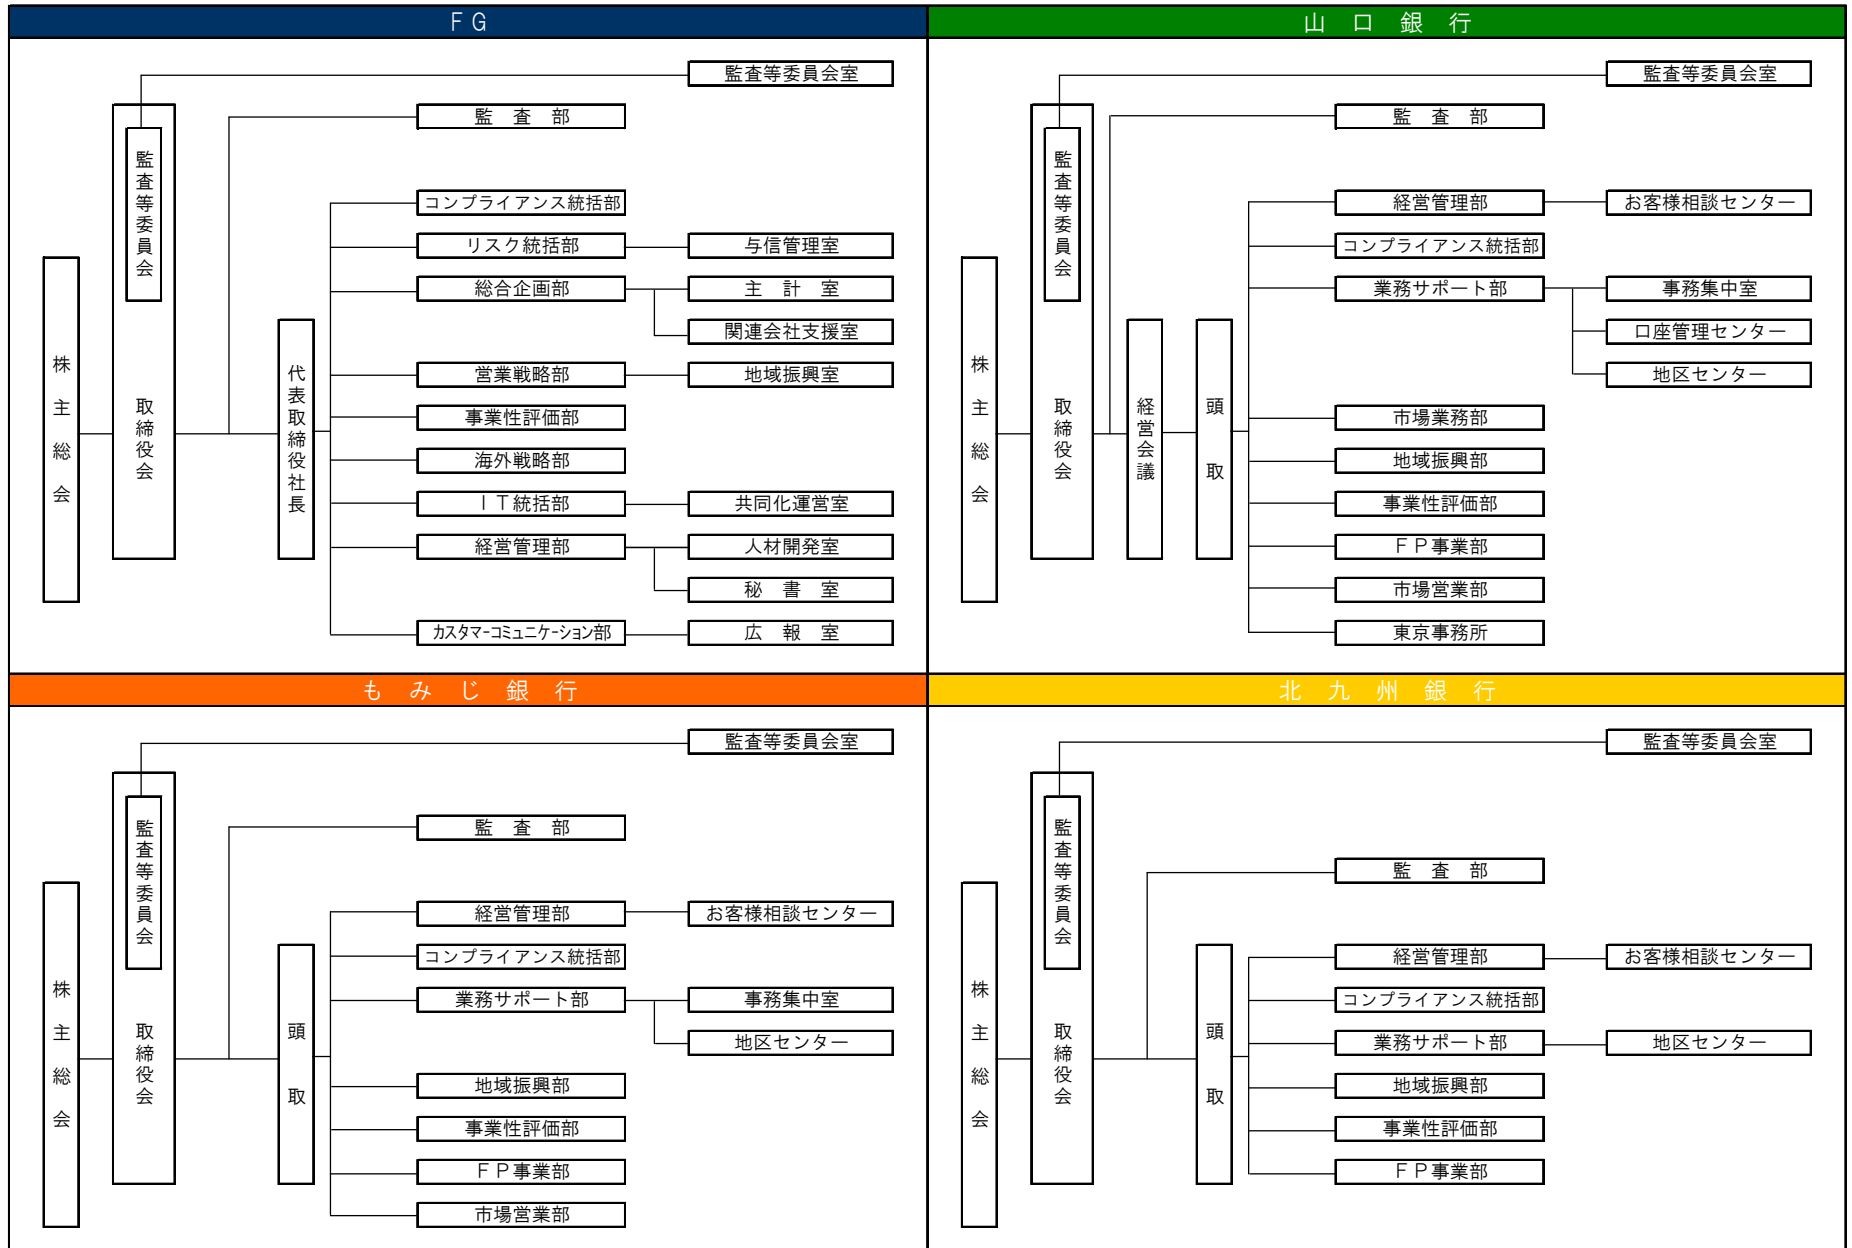 ＦＧ
監査等委員会室
監　査　部
監査等委員会
コンプライアンス統括部
リスク統括部
与信管理室
総合企画部
主　計　室
関連会社支援室
株主総会
取締役会
代表取締役社長
営業戦略部
地域振興室
事業性評価部
海外戦略部
ＩＴ統括部
共同化運営室
経営管理部
人材開発室
秘　書　室
カスタマーコミュニケーション部
広　報　室
山　口　銀　行
監査等委員会室
監　査　部
監査等委員会
経営管理部
お客様相談センター
コンプライアンス統括部
業務サポート部
事務集中室
口座管理センター
地区センター
株主総会
取締役会
経営会議
頭取
市場業務部
地域振興部
事業性評価部
ＦＰ事業部
市場営業部
東京事務所
も　み　じ　銀　行
監査等委員会室
監　査　部
監査等委員会
経営管理部
お客様相談センター
コンプライアンス統括部
業務サポート部
事務集中室
地区センター
株主総会
取締役会
頭取
地域振興部
事業性評価部
ＦＰ事業部
市場営業部
北　九　州　銀　行
監査等委員会室
監査等委員会
監　査　部
経営管理部
お客様相談センター
コンプライアンス統括部
業務サポート部
地区センター
株主総会
取締役会
頭取
地域振興部
事業性評価部
ＦＰ事業部